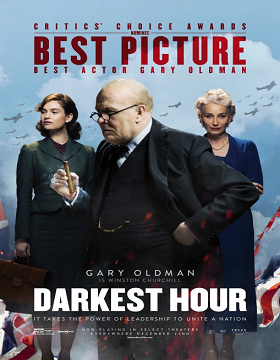 CRITICS' CHOICE AWARDS
NOMINEE
BEST PICTURE
BEST ACTOR GARY OLDMAN
GARY OLDMAN
IS WINSTON CHURCHILL
DARKEST HOUR
IT TAKES THE POWER OF LEADERSHIP TO UNITE A NATION
NOW PLAYING IN SELECT THEATERS
EVERYWHERE DECEMBER 22ND